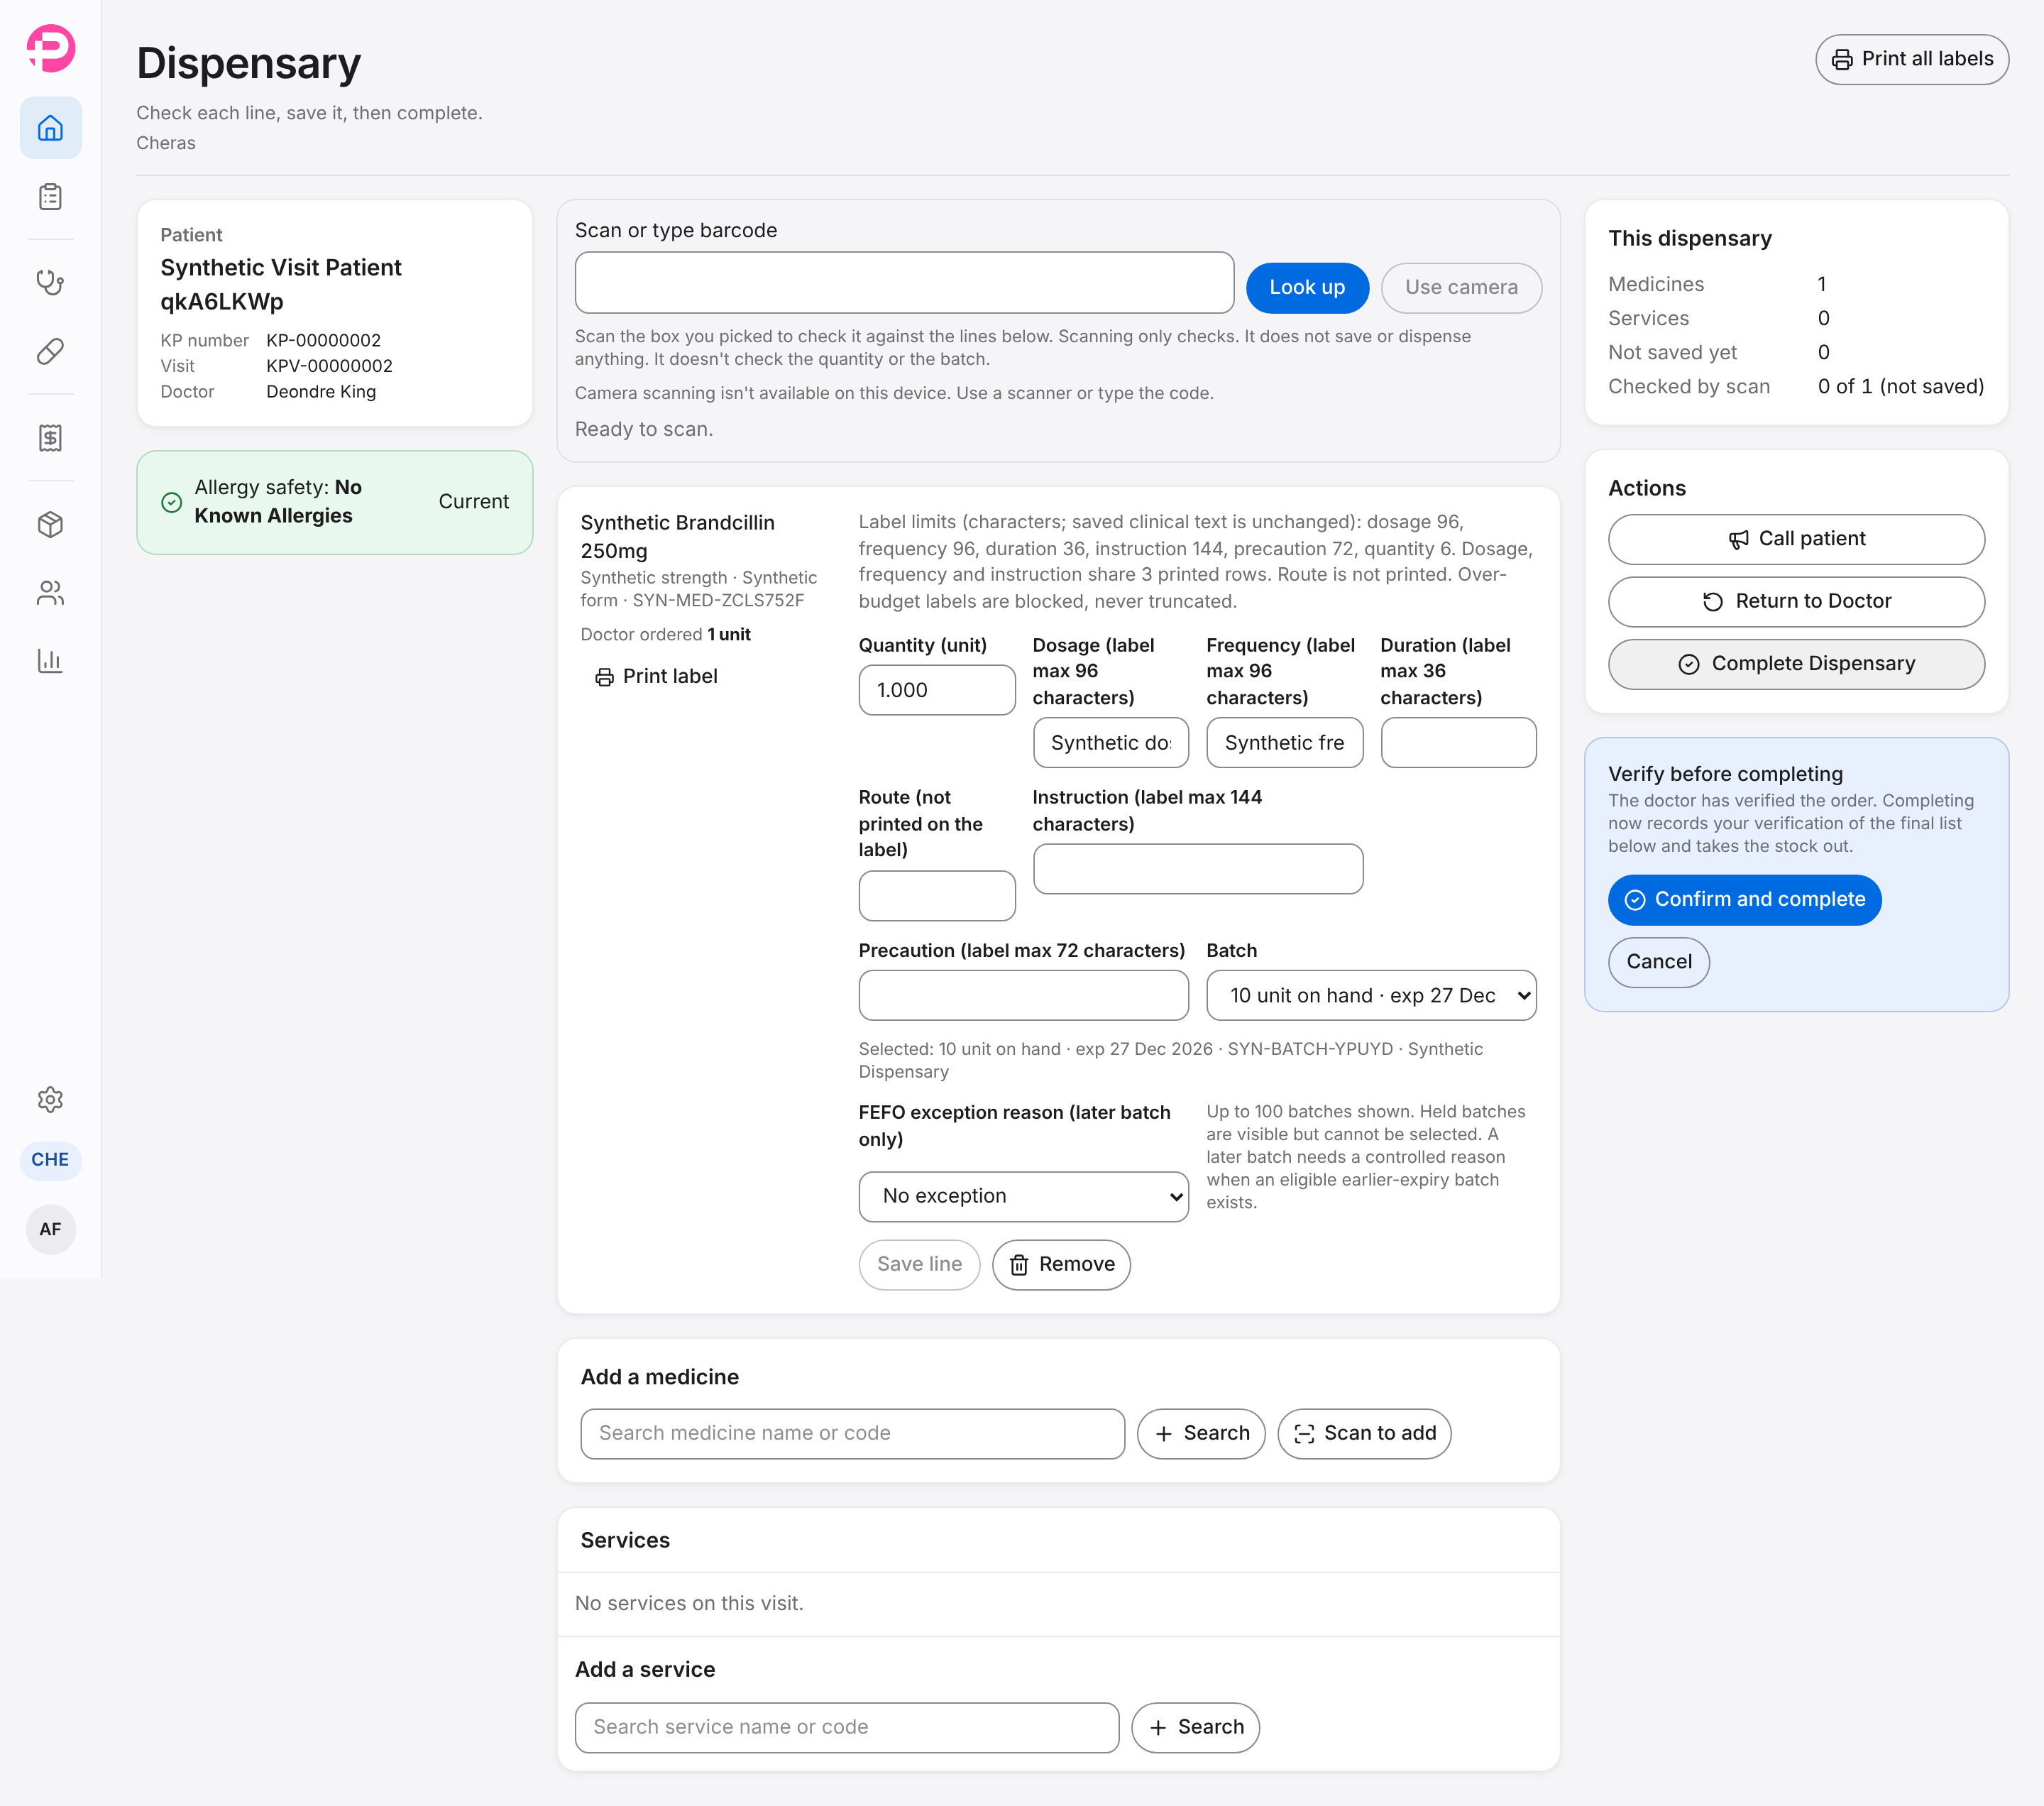 Dispensary
Check each line, save it, then complete.
Cheras
Print all labels
Patient
Synthetic Visit Patient
qkA6LKWp
KP number KP-00000002
Visit KPV-00000002
Doctor Deondre King
Allergy safety: No
Known Allergies
Current
Scan or type barcode
Look up
Use camera
Scan the box you picked to check it against the lines below. Scanning only checks. It does not save or dispense
anything. It doesn't check the quantity or the batch.
Camera scanning isn't available on this device. Use a scanner or type the code.
Ready to scan.
Synthetic Brandcillin
250mg
Synthetic strength · Synthetic
form · SYN-MED-ZCLS752F
Doctor ordered 1 unit
Print label
Label limits (characters; saved clinical text is unchanged): dosage 96,
frequency 96, duration 36, instruction 144, precaution 72, quantity 6. Dosage,
frequency and instruction share 3 printed rows. Route is not printed. Over-
budget labels are blocked, never truncated.
Quantity (unit)
1.000
Dosage (label
max 96
characters)
Synthetic do
Frequency (label
max 96
characters)
Synthetic fre
Duration (label
max 36
characters)
Route (not
printed on the
label)
Instruction (label max 144
characters)
Precaution (label max 72 characters)
Batch
10 unit on hand · exp 27 Dec
Selected: 10 unit on hand · exp 27 Dec 2026 · SYN-BATCH-YPUYD · Synthetic
Dispensary
FEFO exception reason (later batch
only)
No exception
Up to 100 batches shown. Held batches
are visible but cannot be selected. A
later batch needs a controlled reason
when an eligible earlier-expiry batch
exists.
Save line
Remove
Add a medicine
Search medicine name or code
Search
Scan to add
Services
No services on this visit.
Add a service
Search service name or code
Search
This dispensary
Medicines 1
Services 0
Not saved yet 0
Checked by scan 0 of 1 (not saved)
Actions
Call patient
Return to Doctor
Complete Dispensary
Verify before completing
The doctor has verified the order. Completing
now records your verification of the final list
below and takes the stock out.
Confirm and complete
Cancel
CHE
AF